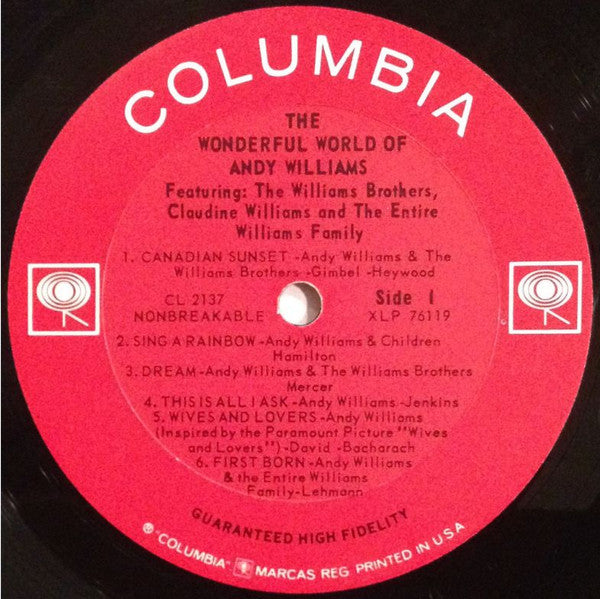 COLUMBIA
THE
WONDERFUL WORLD OF
ANDY WILLIAMS
Featuring: The Williams Brothers,
Claudine Williams and The Entire
Williams Family
1. CANADIAN SUNSET -Andy Williams & The
Williams Brothers -Gimbel -Heywood
CL 2137
NONBREAKABLE
Side 1
XLP 76119
2. SING A RAINBOW-Andy Williams & Children
Hamilton
3. DREAM-Andy Williams & The Williams Brothers
Mercer
4. THIS IS ALL I ASK-Andy Williams -Jenkins
5. WIVES AND LOVERS-Andy Williams
(Inspired by the Paramount Picture "Wives
and Lovers")-David -Bacharach
6. FIRST BORN-Andy Williams
& the Entire Williams
Family-Lehmann
GUARANTEED HIGH FIDELITY
® "COLUMBIA" MARCAS REG PRINTED IN U.S.A